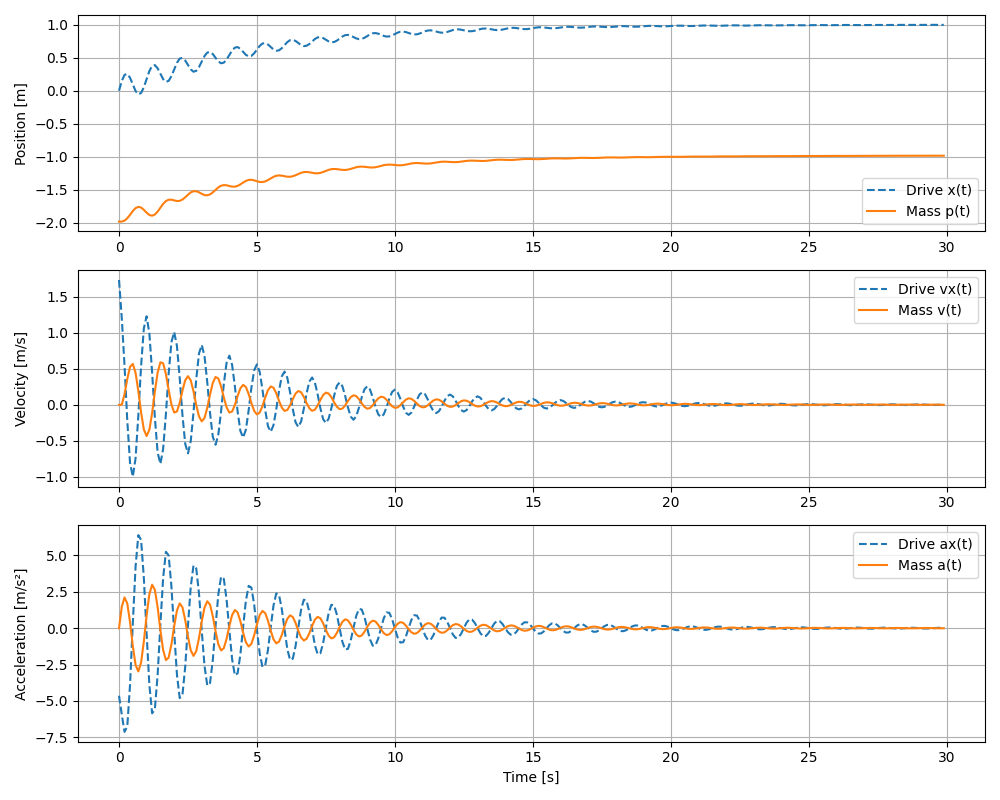 1.0
0.5
0.0
−0.5
−1.0
−1.5
−2.0
Position [m]
Drive x(t)
Mass p(t)
0 5 10 15 20 25 30
1.5
1.0
0.5
0.0
−0.5
−1.0
Velocity [m/s]
Drive vx(t)
Mass v(t)
0 5 10 15 20 25 30
5.0
2.5
0.0
−2.5
−5.0
−7.5
Acceleration [m/s²]
Drive ax(t)
Mass a(t)
0 5 10 15 20 25 30
Time [s]